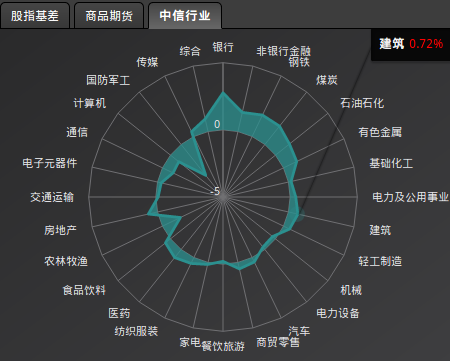 股指基差 商品期货 中信行业
建筑 0.72%
银行
非银行金融
钢铁
煤炭
石油石化
有色金属
基础化工
电力及公用事业
建筑
轻工制造
机械
电力设备
汽车
商贸零售
餐饮旅游
家电
纺织服装
医药
食品饮料
农林牧渔
房地产
交通运输
电子元器件
通信
计算机
国防军工
传媒
综合
0
-5